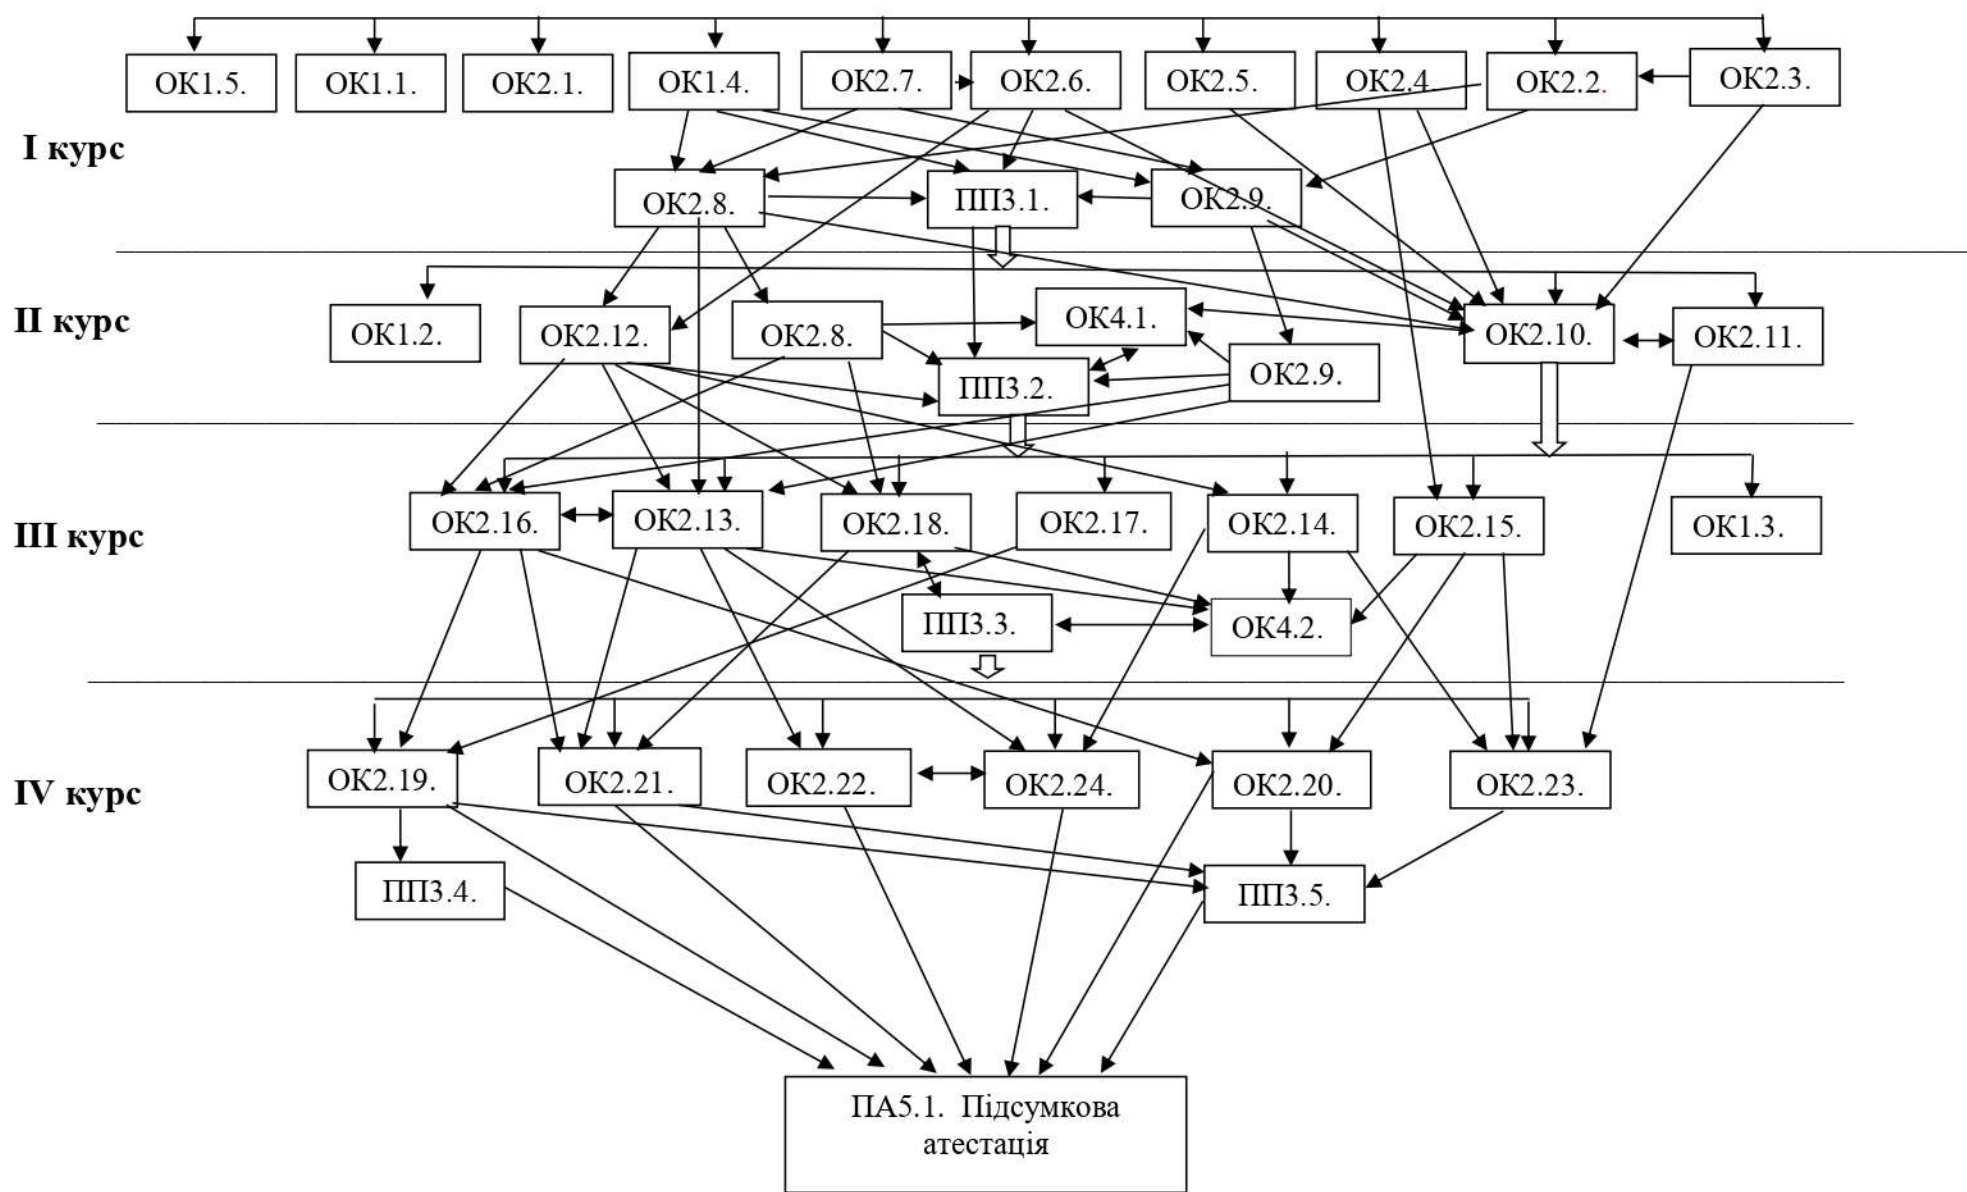 ОК1.5.
ОК1.1.
ОК2.1.
ОК1.4.
ОК2.7.
ОК2.6.
ОК2.5.
ОК2.4.
ОК2.2.
ОК2.3.
І курс
ОК2.8.
ПП3.1.
ОК2.9.
ІІ курс
ОК1.2.
ОК2.12.
ОК2.8.
ОК4.1.
ПП3.2.
ОК2.9.
ОК2.10.
ОК2.11.
ІІІ курс
ОК2.16.
ОК2.13.
ОК2.18.
ОК2.17.
ОК2.14.
ОК2.15.
ОК1.3.
ПП3.3.
ОК4.2.
ІV курс
ОК2.19.
ОК2.21.
ОК2.22.
ОК2.24.
ОК2.20.
ОК2.23.
ПП3.4.
ПП3.5.
ПА5.1. Підсумкова
атестація